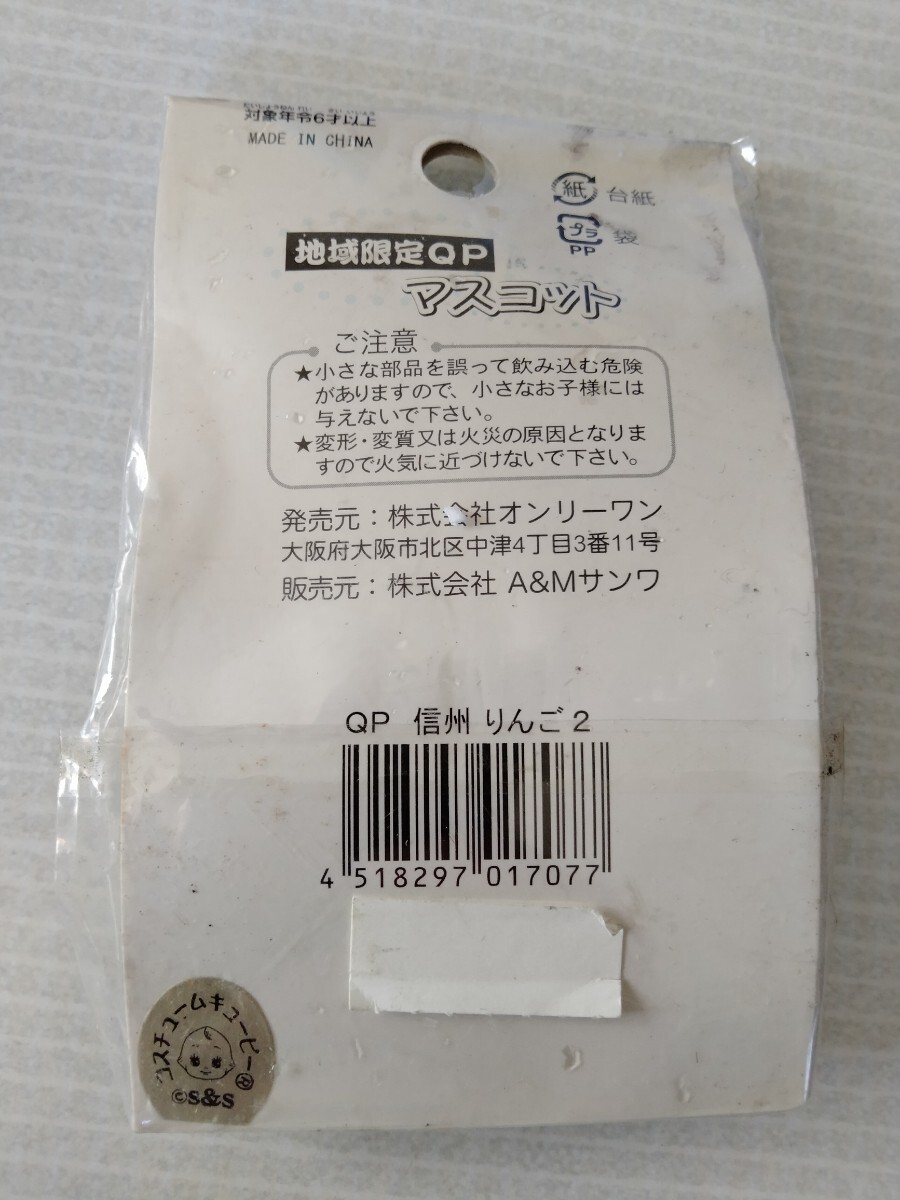 対象年令6才以上
MADE IN CHINA
紙 台紙
プラ 袋
PP
地域限定QP
マスコット
ご注意
★小さな部品を誤って飲み込む危険
がありますので、小さなお子様には
与えないで下さい。
★変形・変質又は火災の原因となりま
すので火気に近づけないで下さい。
発売元：株式会社オンリーワン
大阪府大阪市北区中津4丁目3番11号
販売元：株式会社 A&Mサンワ
QP 信州 りんご2
4 518297 017077
コスチュームキューピー®
©S&S